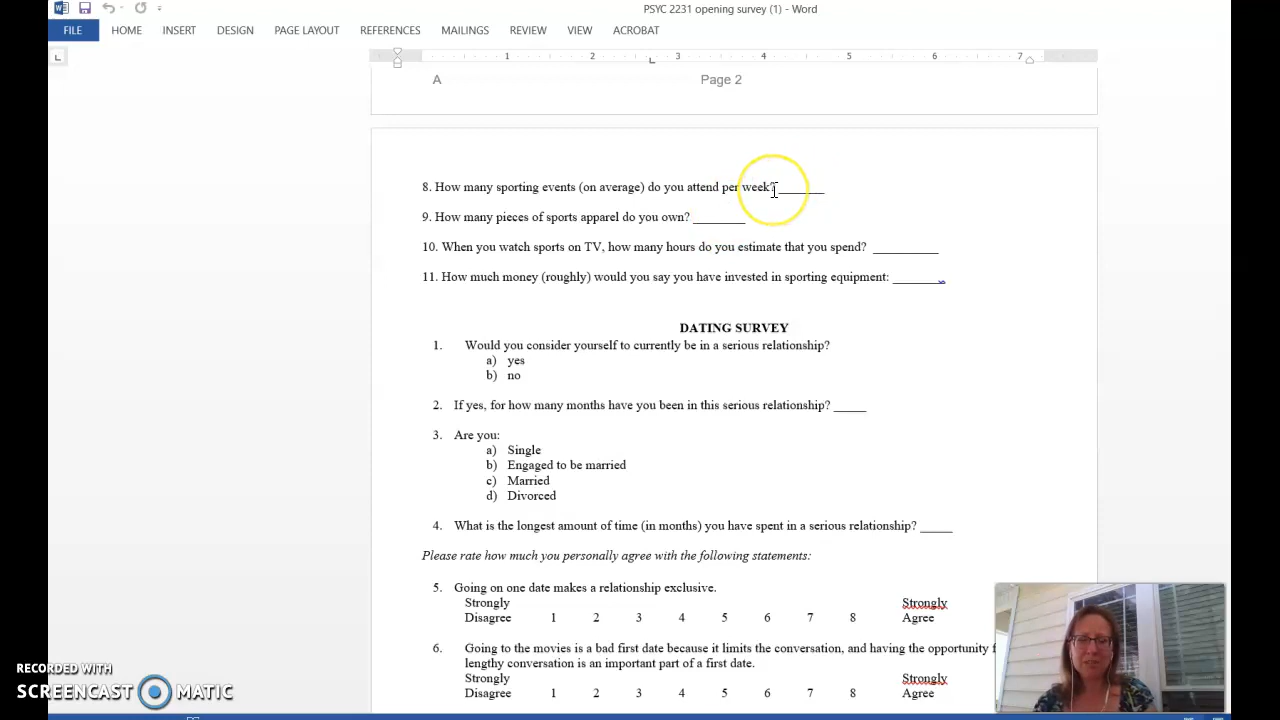 PSYC 2231 opening survey (1) - Word
FILE HOME INSERT DESIGN PAGE LAYOUT REFERENCES MAILINGS REVIEW VIEW ACROBAT
1 2 3 4 5 6 7
A Page 2
8. How many sporting events (on average) do you attend per week? _______
9. How many pieces of sports apparel do you own? ________
10. When you watch sports on TV, how many hours do you estimate that you spend? __________
11. How much money (roughly) would you say you have invested in sporting equipment: ________
DATING SURVEY
1. Would you consider yourself to currently be in a serious relationship?
a) yes
b) no
2. If yes, for how many months have you been in this serious relationship? _____
3. Are you:
a) Single
b) Engaged to be married
c) Married
d) Divorced
4. What is the longest amount of time (in months) you have spent in a serious relationship? _____
Please rate how much you personally agree with the following statements:
5. Going on one date makes a relationship exclusive.
Strongly Strongly
Disagree 1 2 3 4 5 6 7 8 Agree
6. Going to the movies is a bad first date because it limits the conversation, and having the opportunity f
lengthy conversation is an important part of a first date.
Strongly Strongly
Disagree 1 2 3 4 5 6 7 8 Agree
RECORDED WITH
SCREENCAST MATIC